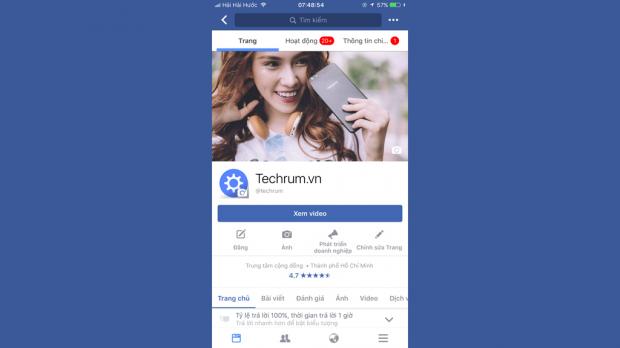 Hải Hải Hước 07:48:54 57%
Tìm kiếm
Trang Hoạt động 20+ Thông tin chi... 1
Techrum.vn
@techrum
Xem video
Đăng Ảnh Phát triển doanh nghiệp Chỉnh sửa Trang
Trung tâm cộng đồng • Thành phố Hồ Chí Minh
4,7 ★★★★★
Trang chủ Bài viết Đánh giá Ảnh Video Dịch v
Tỷ lệ trả lời 100%, thời gian trả lời 1 giờ
Trả lời nhanh hơn để bật biểu tượng